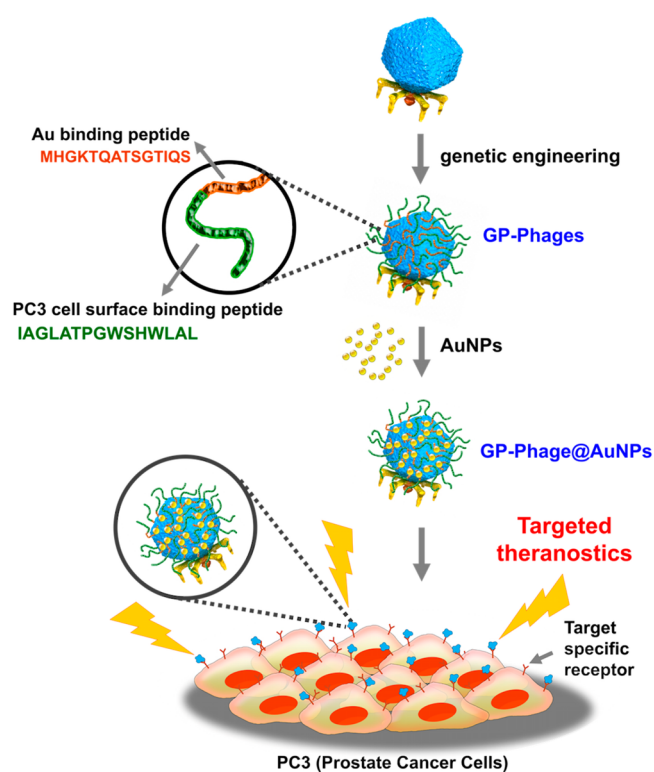 Au binding peptide
MHGKTQATSGTIQS
genetic engineering
GP-Phages
PC3 cell surface binding peptide
IAGLATPGWSHWLAL
AuNPs
GP-Phage@AuNPs
Targeted
theranostics
Target
specific
receptor
PC3 (Prostate Cancer Cells)